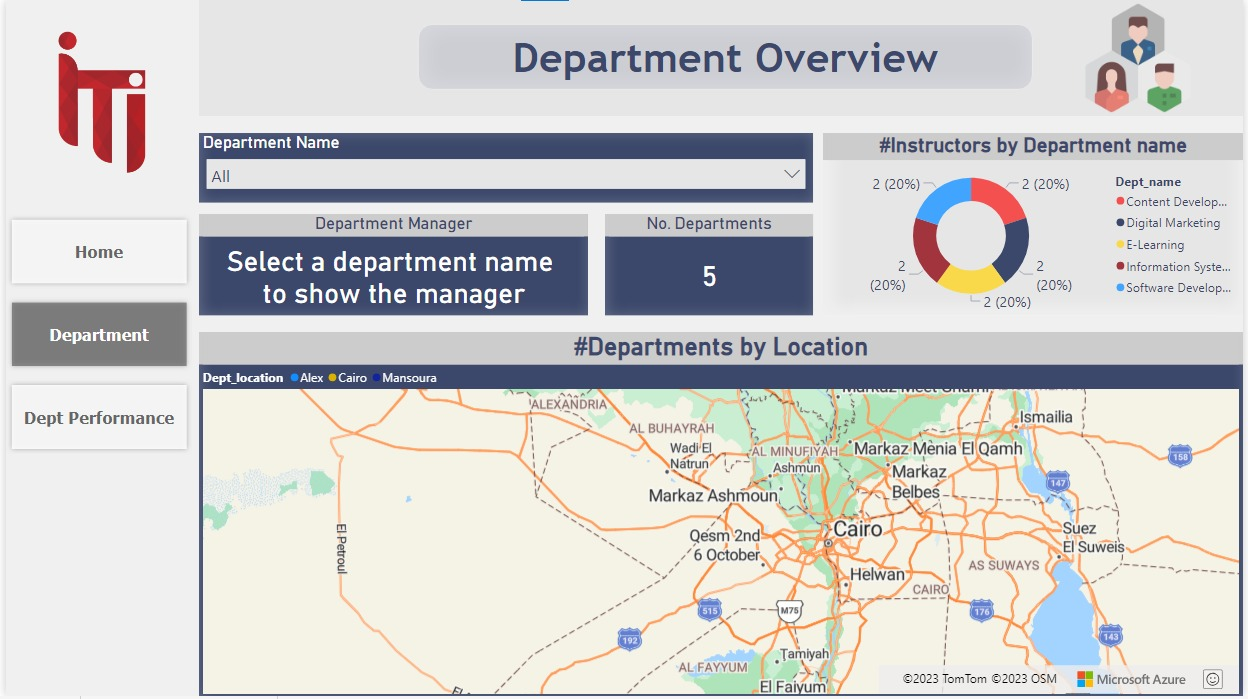 iTi
Department Overview
Department Name
All
#Instructors by Department name
2 (20%)
2 (20%)
2
(20%)
2 (20%)
2
(20%)
Dept_name
Content Develop...
Digital Marketing
E-Learning
Information Syste...
Software Develop...
Department Manager
Select a department name
to show the manager
No. Departments
5
Home
Department
Dept Performance
#Departments by Location
Dept_location Alex Cairo Mansoura
ALEXANDRIA
Ismailia
AL BUHAYRAH
Wadi El
Natrun
AL MINUFIYAH
Markaz Menia El Qamh
158
Ashmun
Markaz
Belbes
147
Markaz Ashmoun
Cairo
Suez
El Suweis
El Petroul
Qesm 2nd
6 October
AS SUWAYS
Helwan
CAIRO
515
M75
176
192
143
Tamiyah
AL FAYYUM
El Faiyum
©2023 TomTom ©2023 OSM
Microsoft Azure